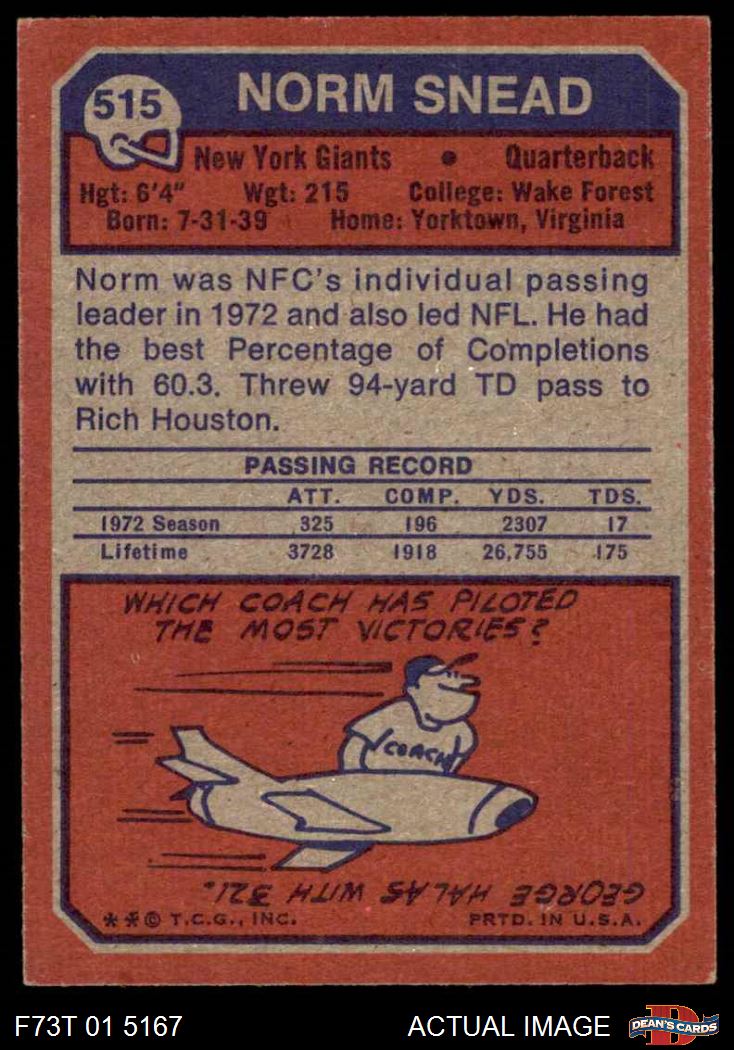 515
NORM SNEAD
New York Giants • Quarterback
Hgt: 6'4" Wgt: 215 College: Wake Forest
Born: 7-31-39 Home: Yorktown, Virginia
Norm was NFC's individual passing
leader in 1972 and also led NFL. He had
the best Percentage of Completions
with 60.3. Threw 94-yard TD pass to
Rich Houston.
PASSING RECORD
ATT. COMP. YDS. TDS.
1972 Season 325 196 2307 17
Lifetime 3728 1918 26,755 175
WHICH COACH HAS PILOTED
THE MOST VICTORIES?
COACH
GEORGE HALAS WITH 321.
**© T.C.G., INC. PRTD. IN U.S.A.
F73T 01 5167 ACTUAL IMAGE
D
DEAN'S CARDS